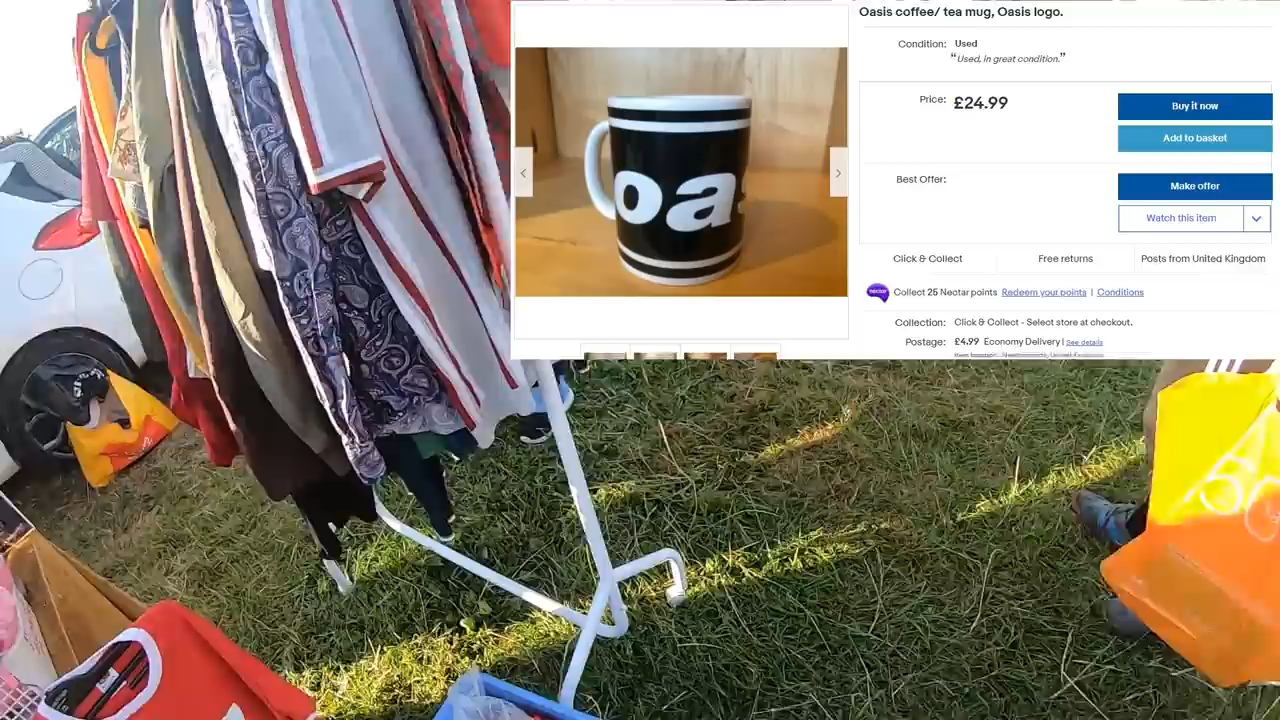 Oasis coffee/ tea mug, Oasis logo.
Condition: Used
“Used, in great condition.”
Price: £24.99
Buy it now
Add to basket
Best Offer:
Make offer
Watch this item
oa
Click & Collect
Free returns
Posts from United Kingdom
nectar Collect 25 Nectar points Redeem your points | Conditions
Collection: Click & Collect - Select store at checkout.
Postage: £4.99 Economy Delivery | See details